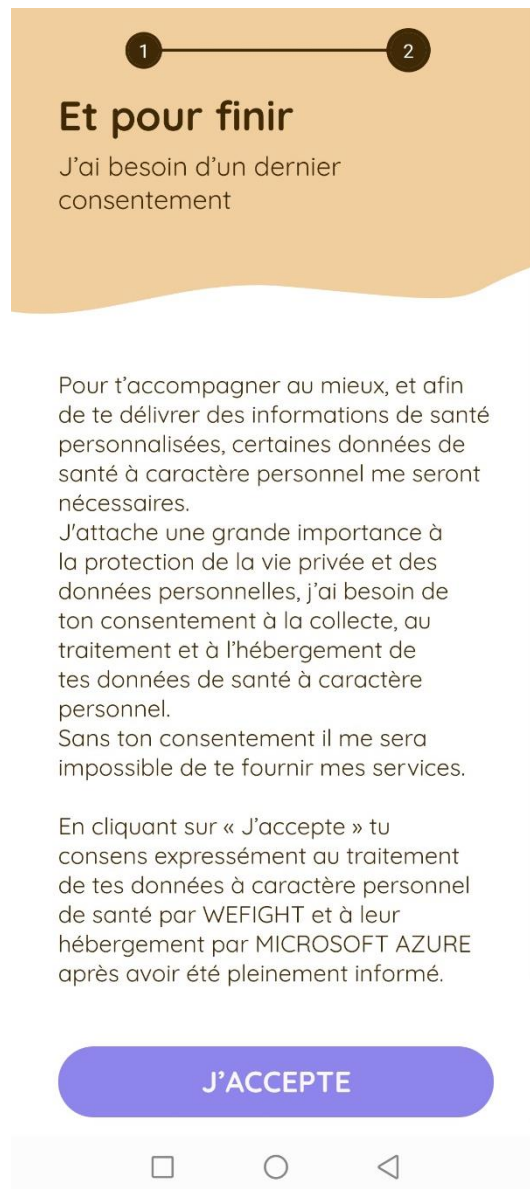 1
2
Et pour finir
J’ai besoin d’un dernier
consentement
Pour t’accompagner au mieux, et afin
de te délivrer des informations de santé
personnalisées, certaines données de
santé à caractère personnel me seront
nécessaires.
J'attache une grande importance à
la protection de la vie privée et des
données personnelles, j’ai besoin de
ton consentement à la collecte, au
traitement et à l’hébergement de
tes données de santé à caractère
personnel.
Sans ton consentement il me sera
impossible de te fournir mes services.
En cliquant sur « J’accepte » tu
consens expressément au traitement
de tes données à caractère personnel
de santé par WEFIGHT et à leur
hébergement par MICROSOFT AZURE
après avoir été pleinement informé.
J’ACCEPTE